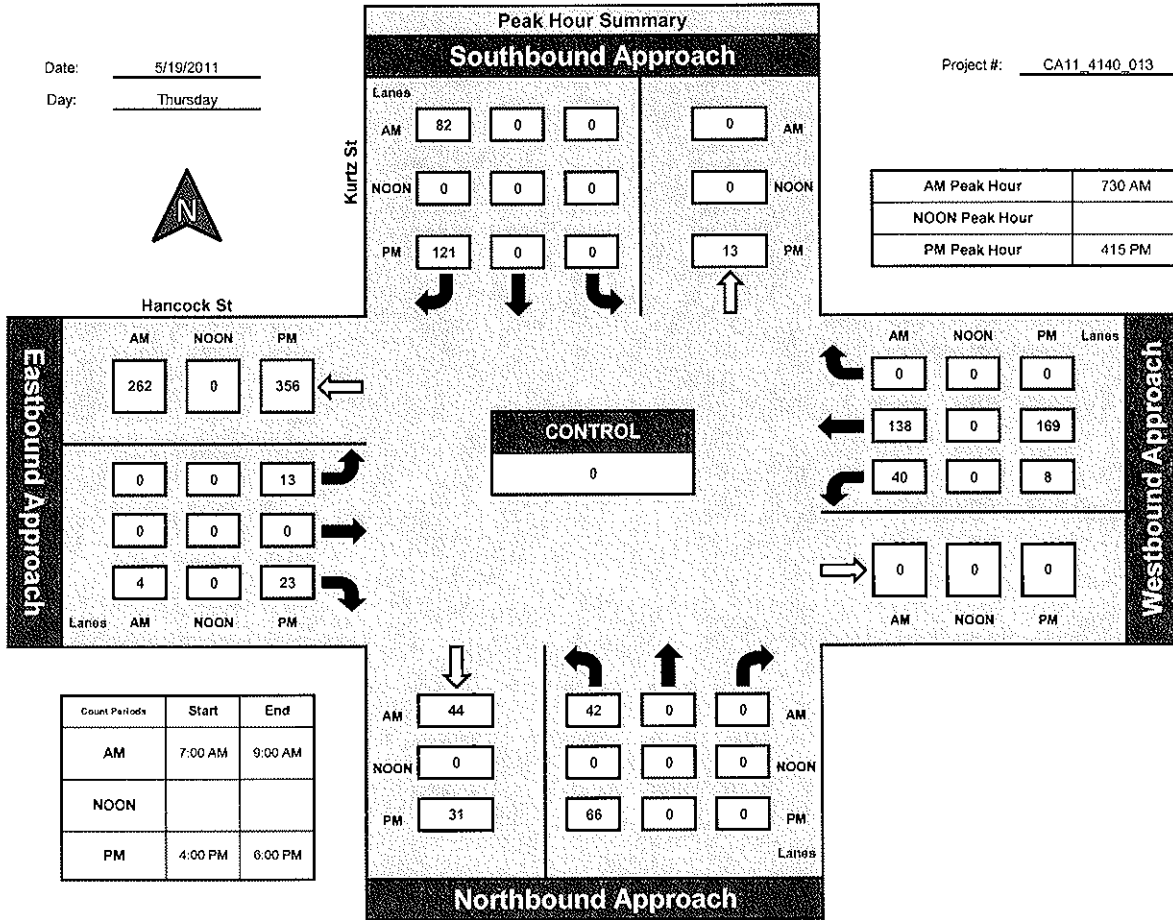 Peak Hour Summary
Southbound Approach
Date: 5/19/2011
Day: Thursday
Project #: CA11_4140_013
N
Kurtz St
Lanes
AM 82 0 0 0 AM
NOON 0 0 0 0 NOON
PM 121 0 0 13 PM
AM Peak Hour 730 AM
NOON Peak Hour
PM Peak Hour 415 PM
Hancock St
Eastbound Approach
AM NOON PM
262 0 356
0 0 13
0 0 0
4 0 23
Lanes AM NOON PM
CONTROL
0
AM NOON PM Lanes
0 0 0
138 0 169
40 0 8
0 0 0
AM NOON PM
Westbound Approach
Count Periods Start End
AM 7:00 AM 9:00 AM
NOON
PM 4:00 PM 6:00 PM
AM 44 42 0 0 AM
NOON 0 0 0 0 NOON
PM 31 66 0 0 PM
Lanes
Northbound Approach